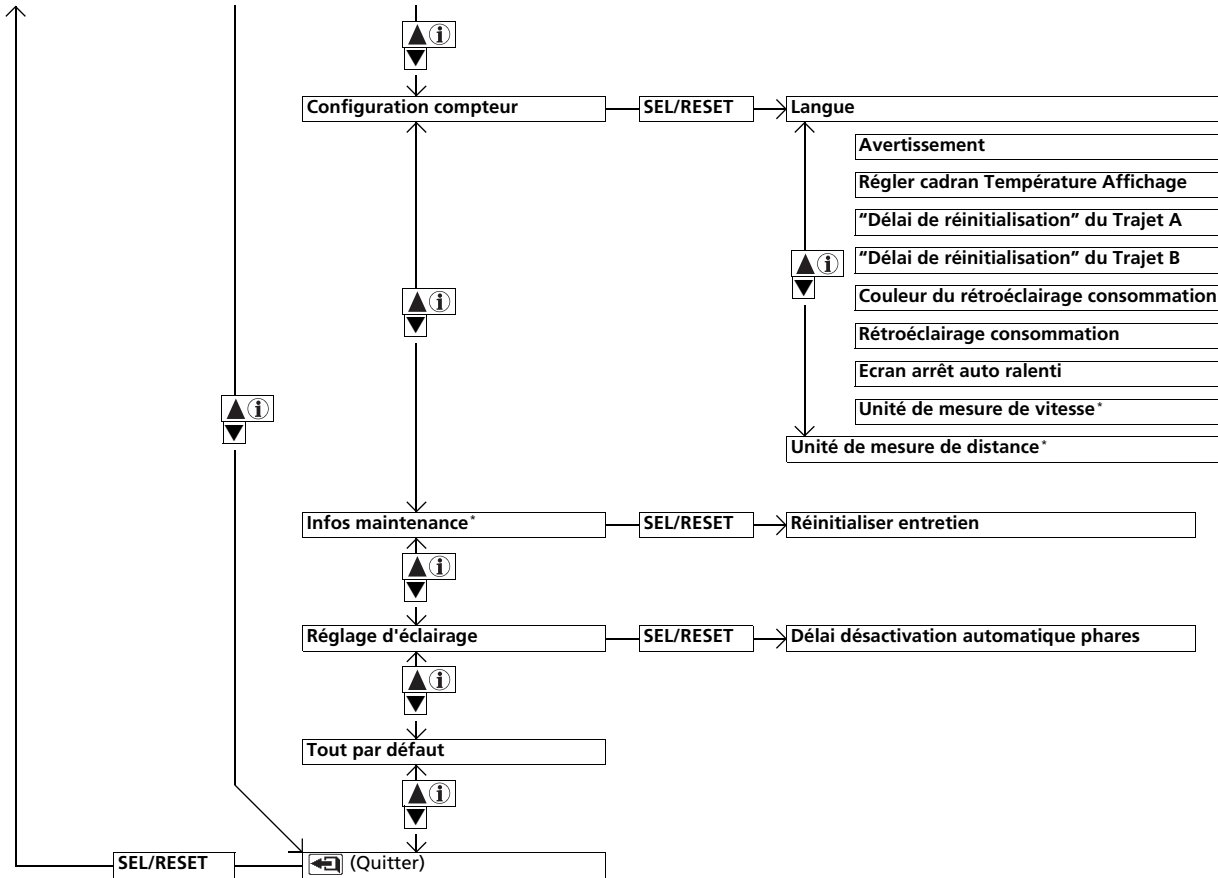 Configuration compteur
SEL/RESET
Langue
Avertissement
Régler cadran Température Affichage
“Délai de réinitialisation” du Trajet A
“Délai de réinitialisation” du Trajet B
Couleur du rétroéclairage consommation
Rétroéclairage consommation
Ecran arrêt auto ralenti
Unité de mesure de vitesse*
Unité de mesure de distance*
Infos maintenance*
SEL/RESET
Réinitialiser entretien
Réglage d'éclairage
SEL/RESET
Délai désactivation automatique phares
Tout par défaut
SEL/RESET
(Quitter)